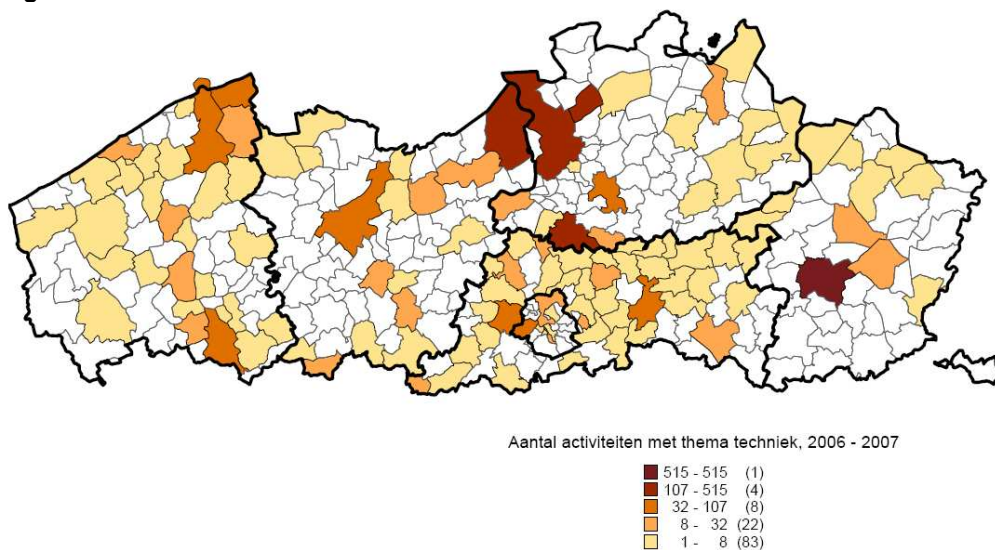 Aantal activiteiten met thema techniek, 2006 - 2007
515 - 515 (1)
107 - 515 (4)
32 - 107 (8)
8 - 32 (22)
1 - 8 (83)